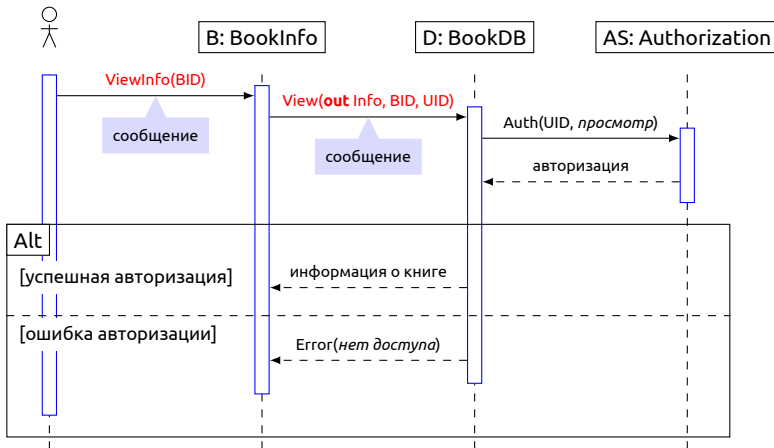 B: BookInfo
D: BookDB
AS: Authorization
ViewInfo(BID)
сообщение
View(out Info, BID, UID)
сообщение
Auth(UID, просмотр)
авторизация
Alt
[успешная авторизация]
информация о книге
[ошибка авторизации]
Error(нет доступа)